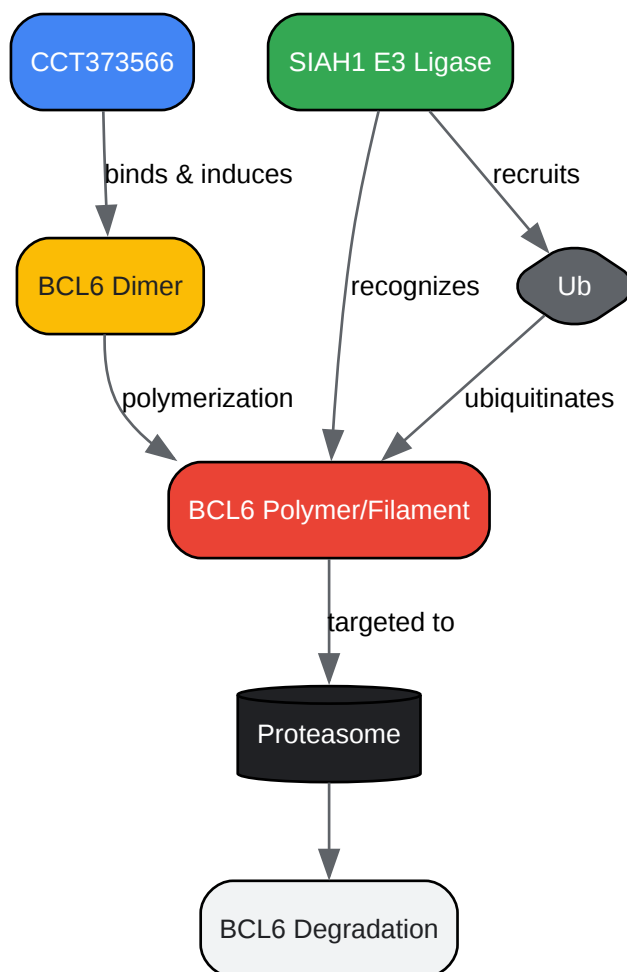 CCT373566
SIAH1 E3 Ligase
binds & induces
recruits
BCL6 Dimer
recognizes
Ub
polymerization
ubiquitinates
BCL6 Polymer/Filament
targeted to
Proteasome
BCL6 Degradation